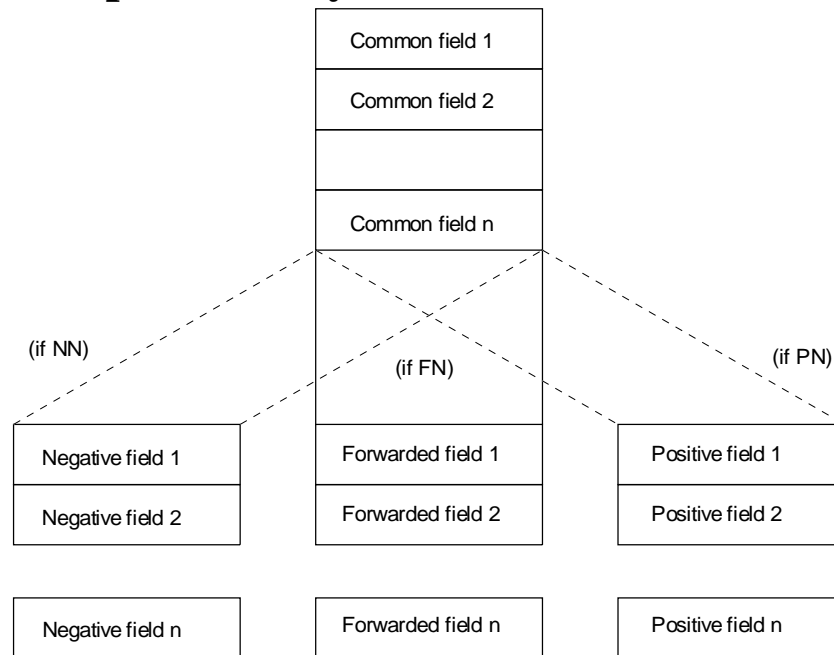 Common field 1
Common field 2
Common field n
(if NN)
(if FN)
(if PN)
Negative field 1
Forwarded field 1
Positive field 1
Negative field 2
Forwarded field 2
Positive field 2
Negative field n
Forwarded field n
Positive field n